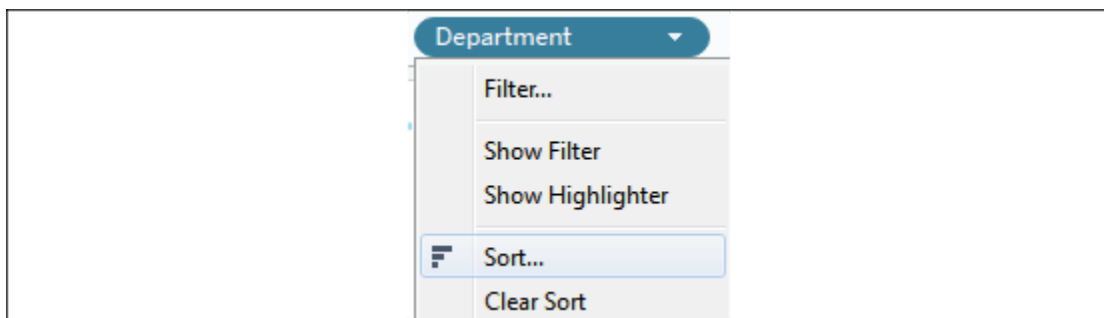 Department
Filter...
Show Filter
Show Highlighter
Sort...
Clear Sort